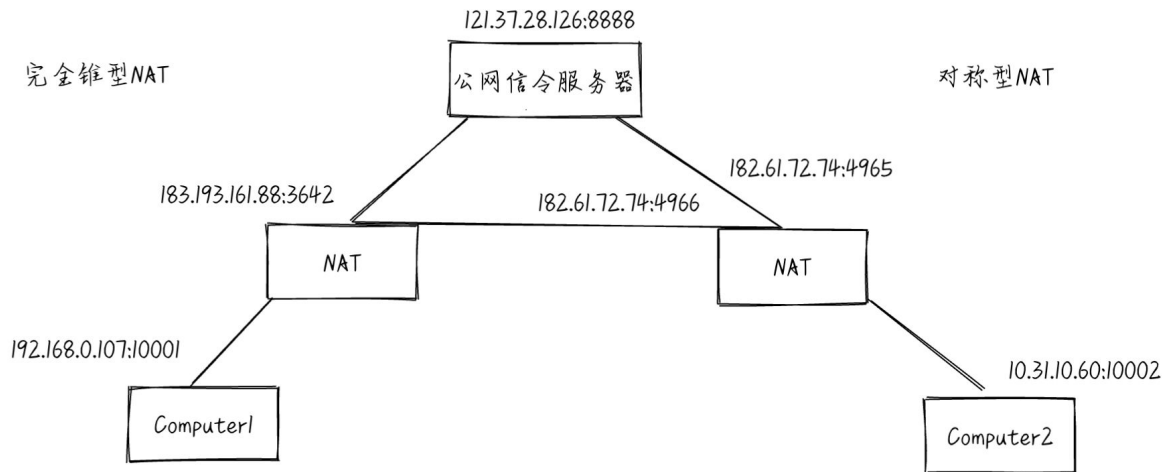 121.37.28.126:8888
完全锥型NAT
公网信令服务器
对称型NAT
182.61.72.74:4965
183.193.161.88:3642
182.61.72.74:4966
NAT
NAT
192.168.0.107:10001
10.31.10.60:10002
Computer1
Computer2